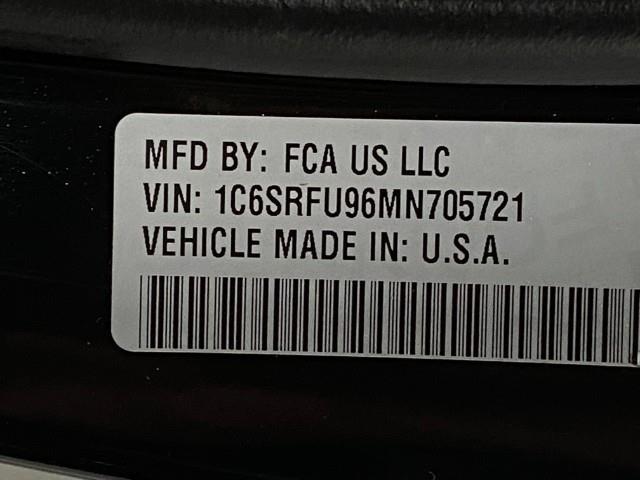 MFD BY: FCA US LLC
VIN: 1C6SRFU96MN705721
VEHICLE MADE IN: U.S.A.